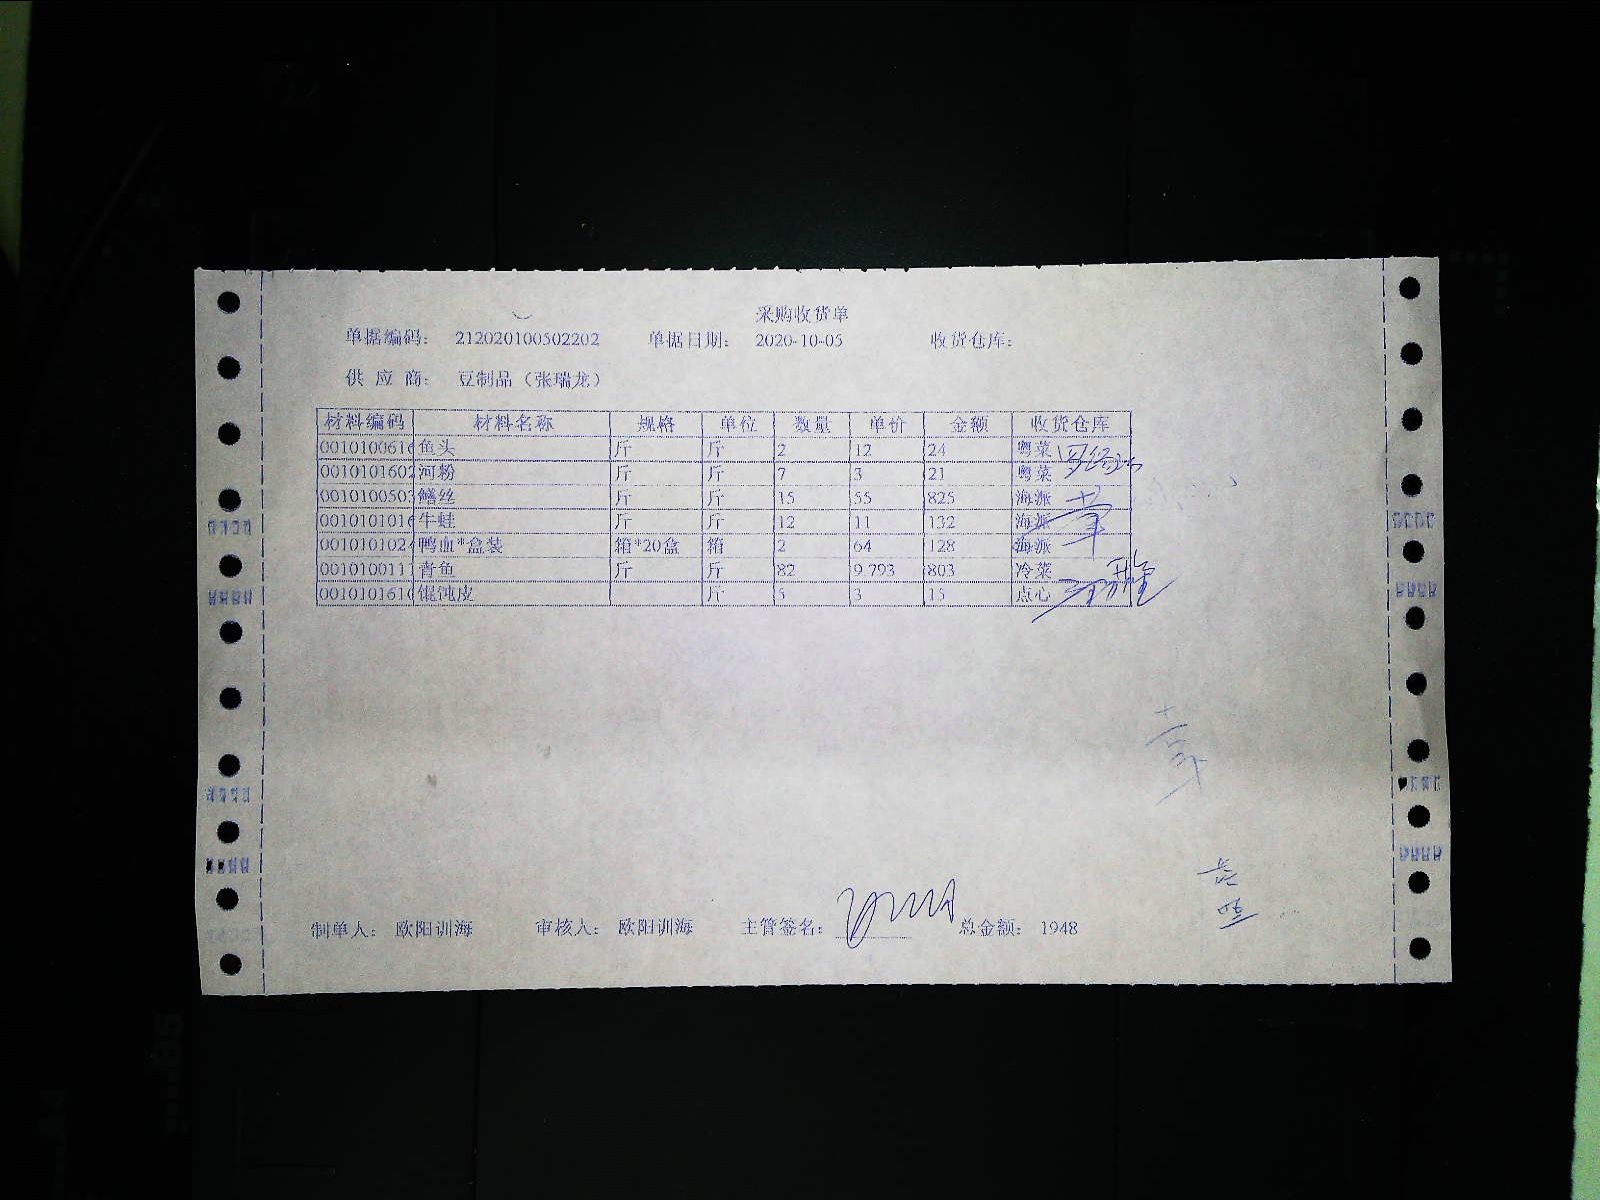 采购收货单
单据编码： 212020100502202 单据日期： 2020-10-05 收货仓库：
供 应 商： 豆制品（张瑞龙）
材料编码 材料名称 规格 单位 数量 单价 金额 收货仓库
0010100616 鱼头 斤 斤 2 12 24 粤菜
0010101602 河粉 斤 斤 7 3 21 粤菜
0010100503 鳝丝 斤 斤 15 55 825 海派
0010101016 牛蛙 斤 斤 12 11 132 海派
001010102 鸭血*盒装 箱*20盒 箱 2 64 128 海派
0010100111 青鱼 斤 斤 82 9.793 803 冷菜
0010101610 馄饨皮 斤 5 3 15 点心
制单人： 欧阳训海 审核人： 欧阳训海 主管签名： 总金额： 1948